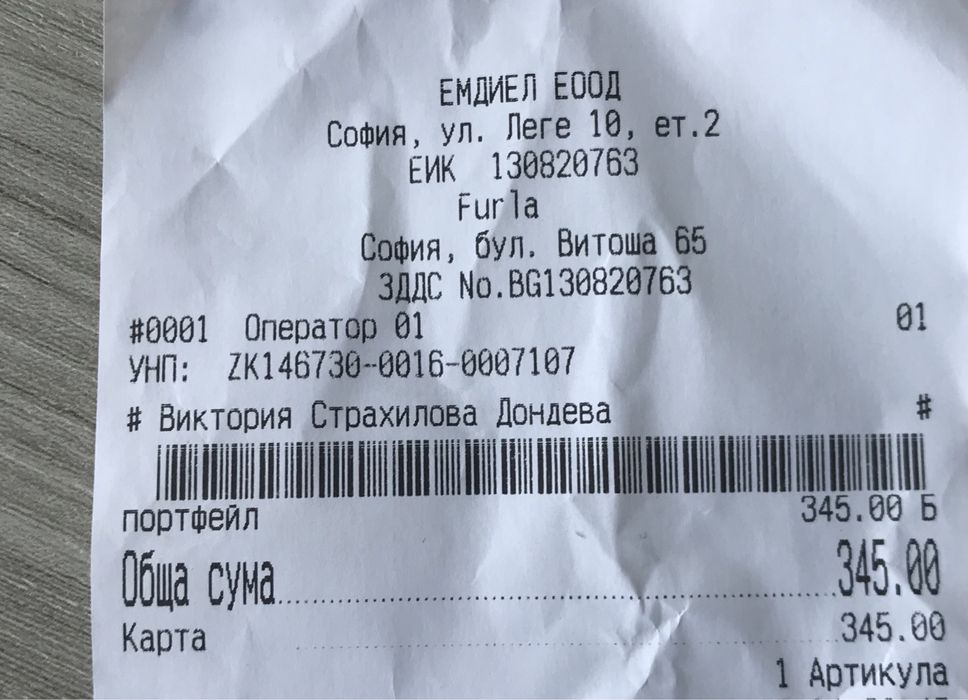 ЕМДИЕЛ ЕООД
София, ул. Леге 10, ет.2
ЕИК 130820763
Furla
София, бул. Витоша 65
ЗДДС No.BG130820763
#0001 Оператор 01 01
УНП: ZK146730-0016-0007107
# Виктория Страхилова Дондева #
портфейл 345.00 Б
Обща сума 345.00
Карта 345.00
1 Артикула